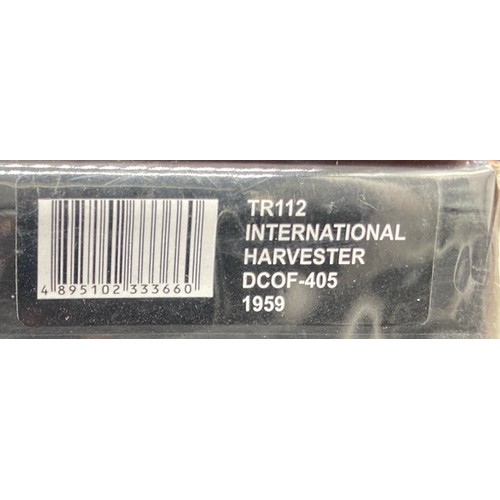 TR112
INTERNATIONAL
HARVESTER
DCOF-405
1959
4 895102 333660